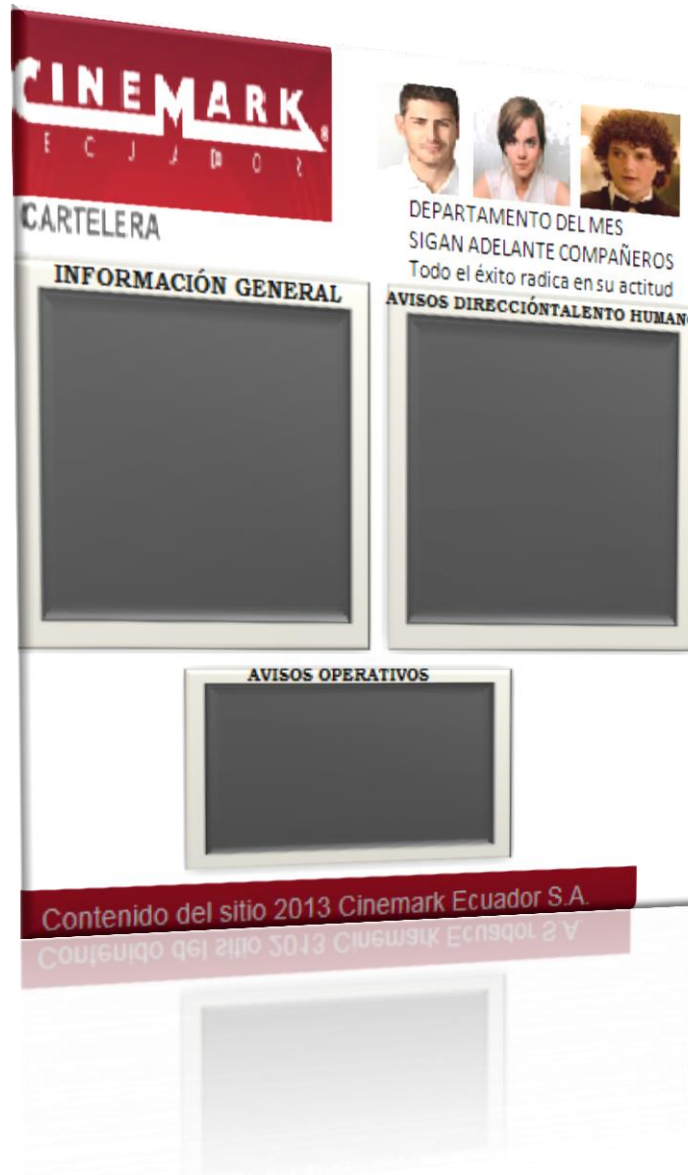 CINEMARK
ECUADOR
CARTELERA
DEPARTAMENTO DEL MES
SIGAN ADELANTE COMPAÑEROS
Todo el éxito radica en su actitud
INFORMACIÓN GENERAL
AVISOS DIRECCIÓNTALENTO HUMANO
AVISOS OPERATIVOS
Contenido del sitio 2013 Cinemark Ecuador S.A.